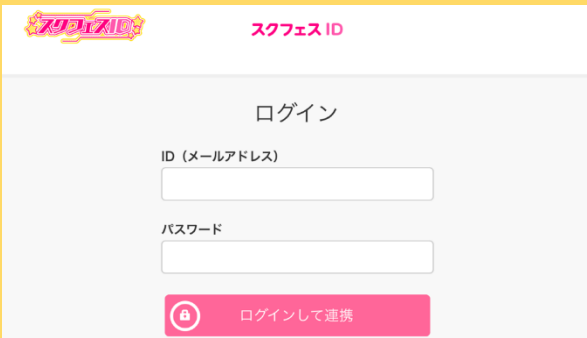 スクフェスID
スクフェス ID
ログイン
ID（メールアドレス）
パスワード
ログインして連携